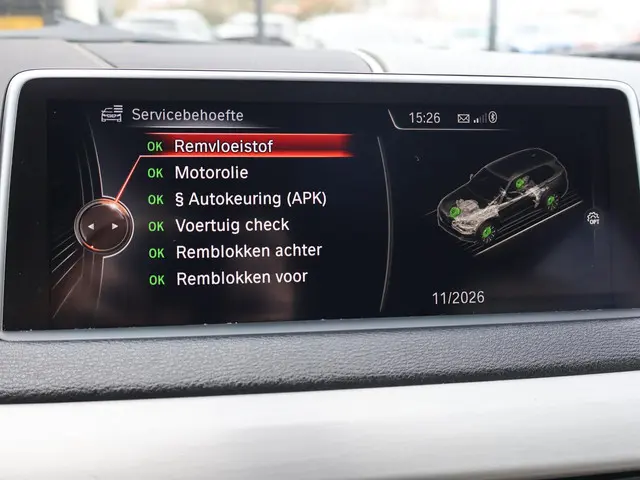 Servicebehoefte
15:26
OK Remvloeistof
OK Motorolie
OK § Autokeuring (APK)
OK Voertuig check
OK Remblokken achter
OK Remblokken voor
OPT
11/2026